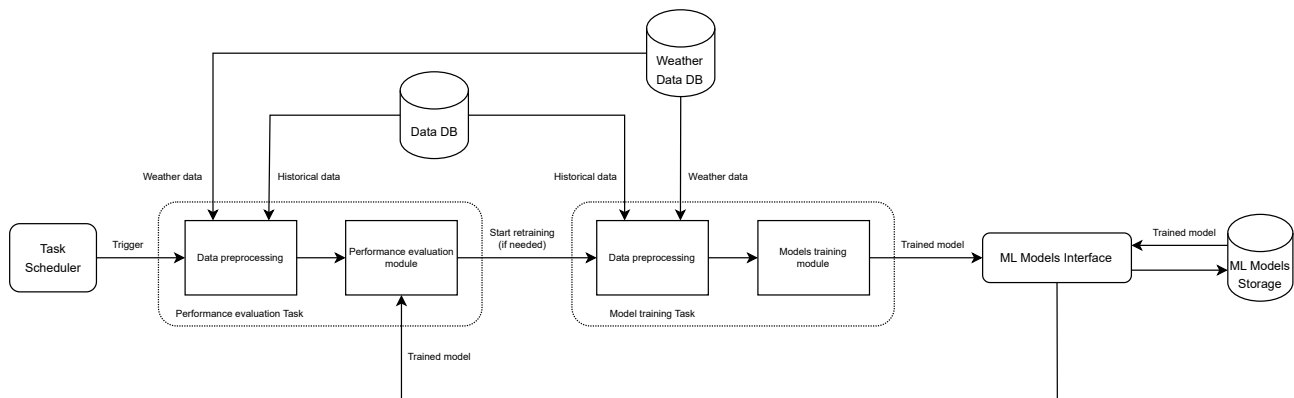 Weather
Data DB
Data DB
Weather data
Historical data
Historical data
Weather data
Task
Scheduler
Trigger
Data preprocessing
Performance evaluation
module
Start retraining
(if needed)
Data preprocessing
Models training
module
Trained model
ML Models Interface
Trained model
ML Models
Storage
Performance evaluation Task
Model training Task
Trained model